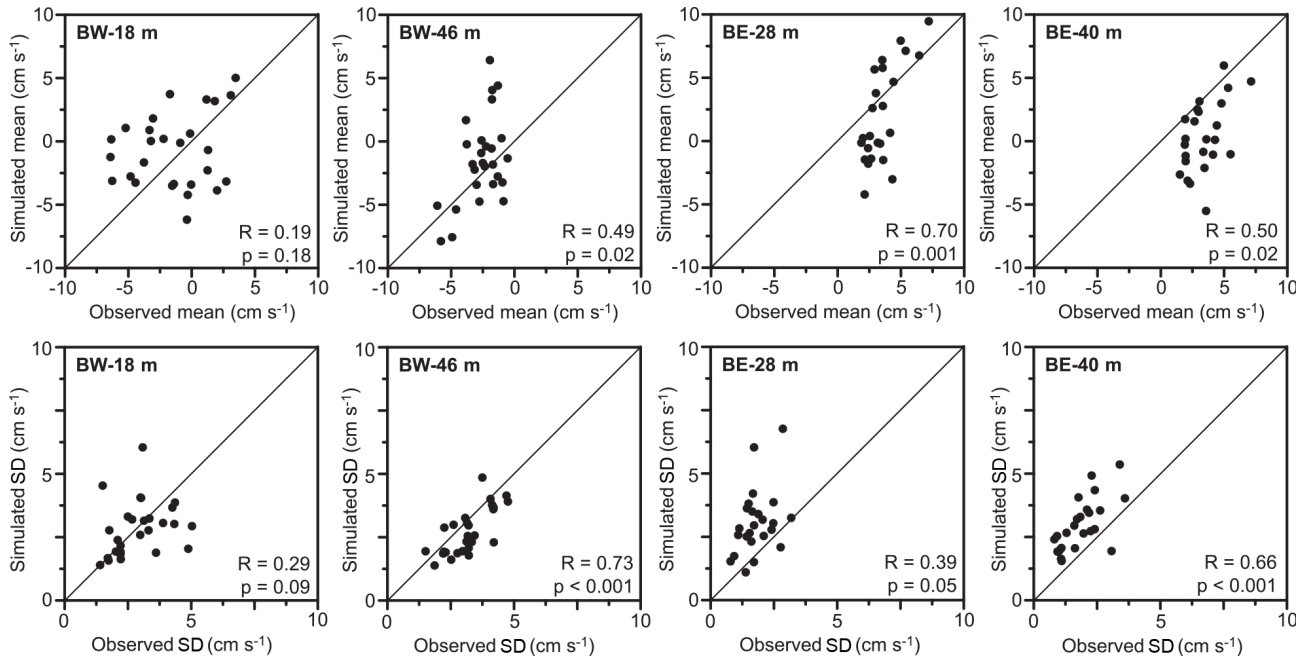 10
BW-18 m
BW-46 m
BE-28 m
BE-40 m
5
0
-5
-10
Simulated mean (cm s⁻¹)
Simulated mean (cm s⁻¹)
Simulated mean (cm s⁻¹)
Simulated mean (cm s⁻¹)
R = 0.19
p = 0.18
R = 0.49
p = 0.02
R = 0.70
p = 0.001
R = 0.50
p = 0.02
10
5
0
-5
-10
10
5
0
-5
-10
10
5
0
-5
-10
-10 -5 0 5 10
-10 -5 0 5 10
-10 -5 0 5 10
-10 -5 0 5 10
Observed mean (cm s⁻¹)
Observed mean (cm s⁻¹)
Observed mean (cm s⁻¹)
Observed mean (cm s⁻¹)
10
5
0
10
5
0
10
5
0
10
5
0
BW-18 m
BW-46 m
BE-28 m
BE-40 m
Simulated SD (cm s⁻¹)
Simulated SD (cm s⁻¹)
Simulated SD (cm s⁻¹)
Simulated SD (cm s⁻¹)
R = 0.29
p = 0.09
R = 0.73
p < 0.001
R = 0.39
p = 0.05
R = 0.66
p < 0.001
0 5 10
0 5 10
0 5 10
0 5 10
Observed SD (cm s⁻¹)
Observed SD (cm s⁻¹)
Observed SD (cm s⁻¹)
Observed SD (cm s⁻¹)